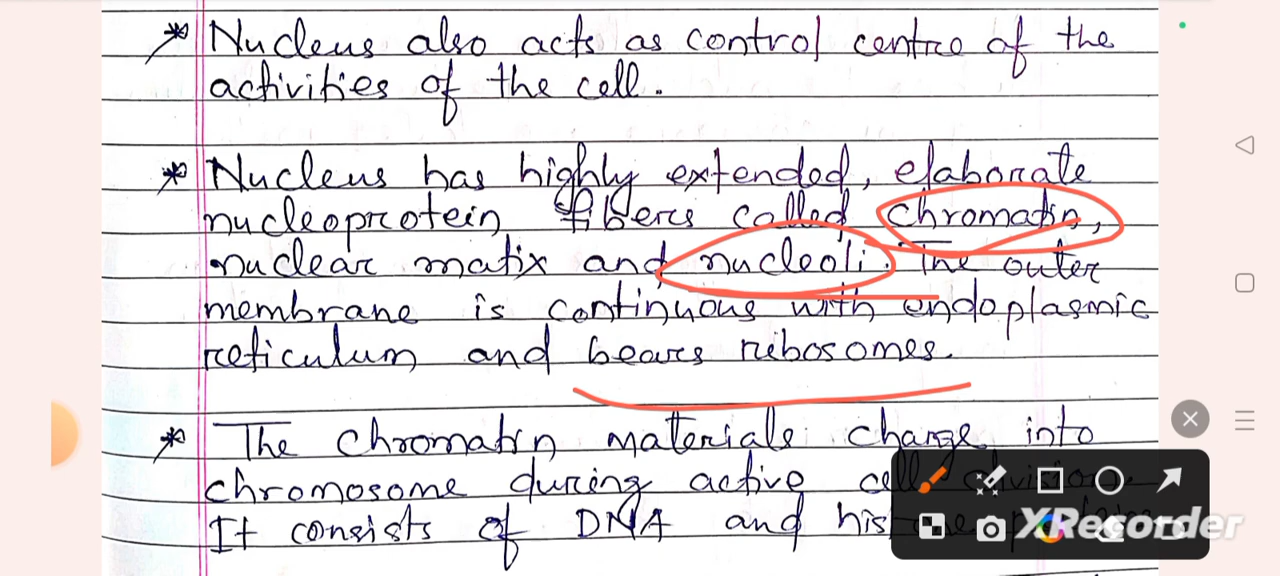 * Nucleus also acts as control centre of the
activities of the cell.
* Nucleus has highly extended, elaborate
nucleoprotein fibers called chromatin,
nuclear matix and nucleoli. The outer
membrane is continuous with endoplasmic
reticulum and bears ribosomes.
* The chromatin materials change into
chromosome during active cell division.
It consists of DNA and
XRecorder